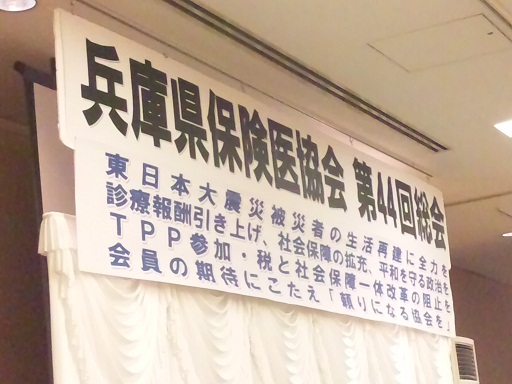 兵庫県保険医協会 第44回総会
東日本大震災被災者の生活再建に全力を
診療報酬引き上げ、社会保障の拡充、平和を守る政治を
TPP参加・税と社会保障一体改革の阻止を
会員の期待にこたえ「頼りになる協会を」